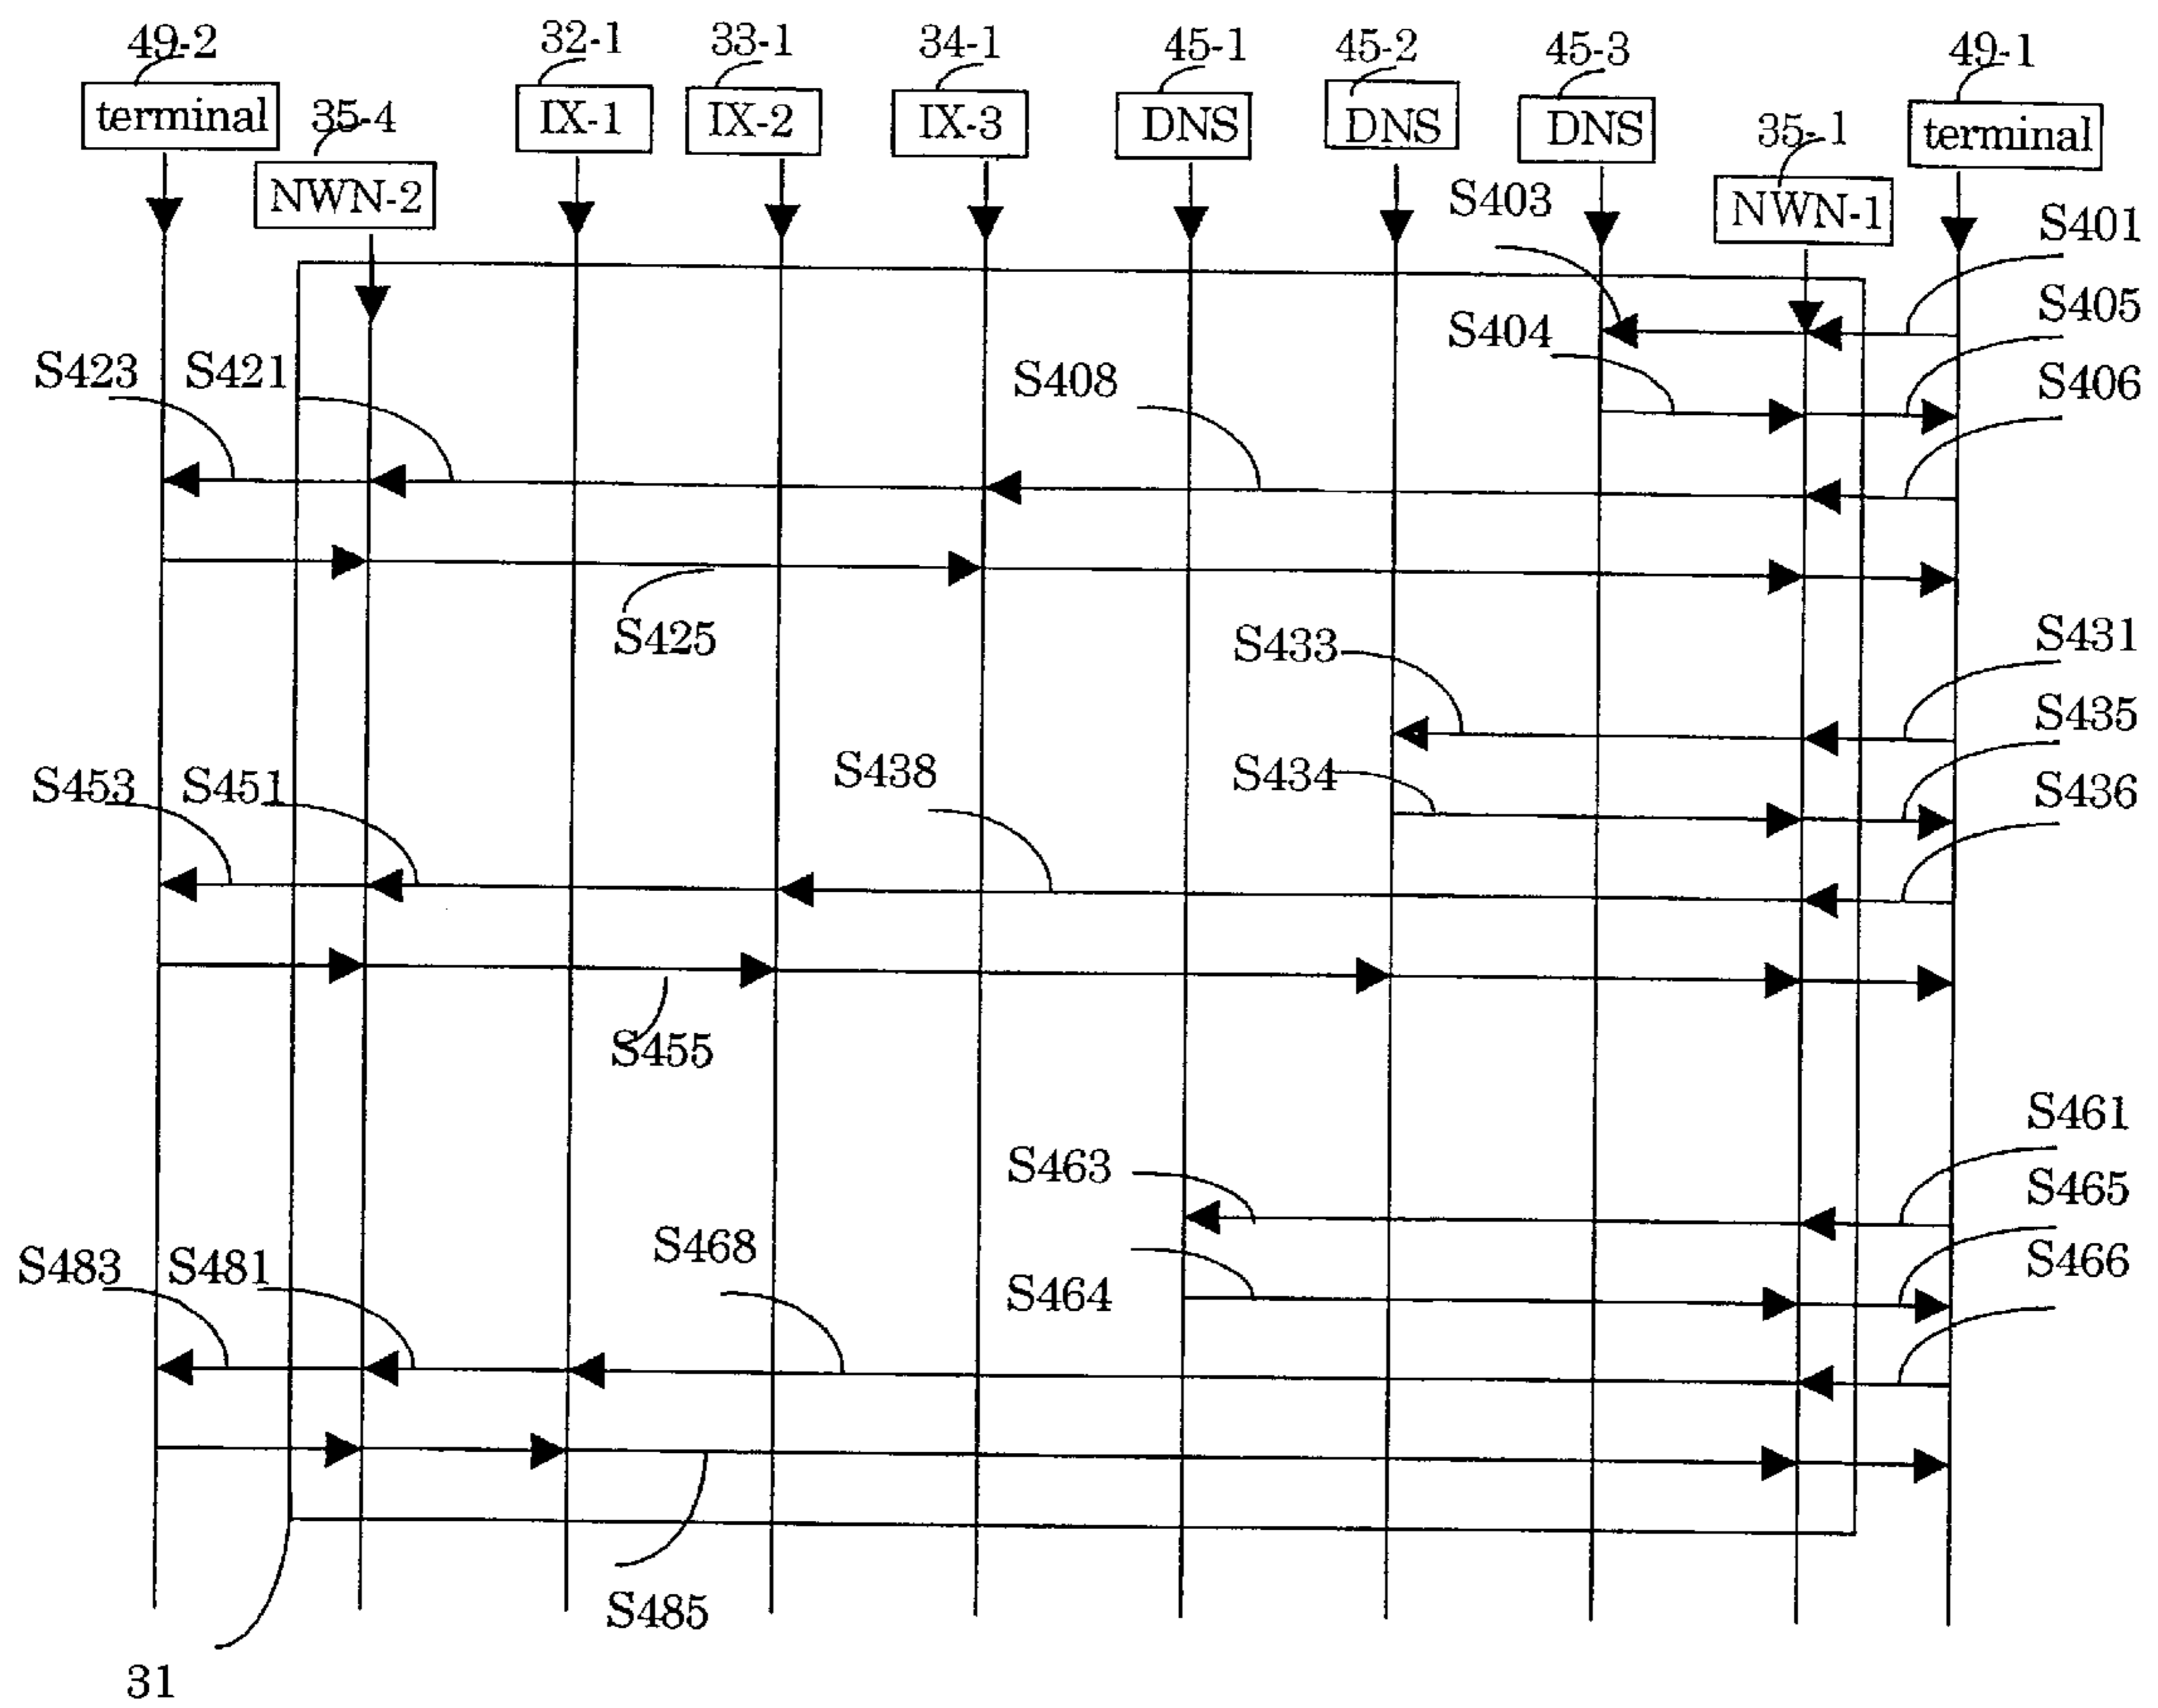 49-2
32-1
33-1
34-1
45-1
45-2
45-3
49-1
terminal
35-4
IX-1
IX-2
IX-3
DNS
DNS
DNS
35-1
terminal
NWN-2
NWN-1
S403
S401
S404
S405
S423
S421
S408
S406
S425
S433
S431
S435
S453
S451
S438
S434
S436
S455
S463
S461
S465
S483
S481
S468
S464
S466
S485
31